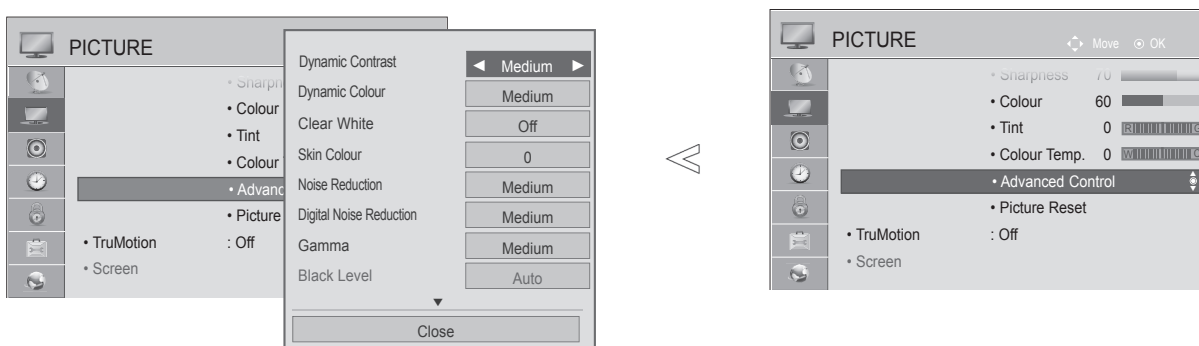 PICTURE
• Colour
• Tint
• Colour
• Advanc
• Picture
• TruMotion : Off
• Screen
Dynamic Contrast ◀ Medium ▶
Dynamic Colour Medium
Clear White Off
Skin Colour 0
Noise Reduction Medium
Digital Noise Reduction Medium
Gamma Medium
Black Level Auto
▼
Close
PICTURE
Move ⊙ OK
• Sharpness 70
• Colour 60
• Tint 0 R G
• Colour Temp. 0 W C
• Advanced Control
• Picture Reset
• TruMotion : Off
• Screen